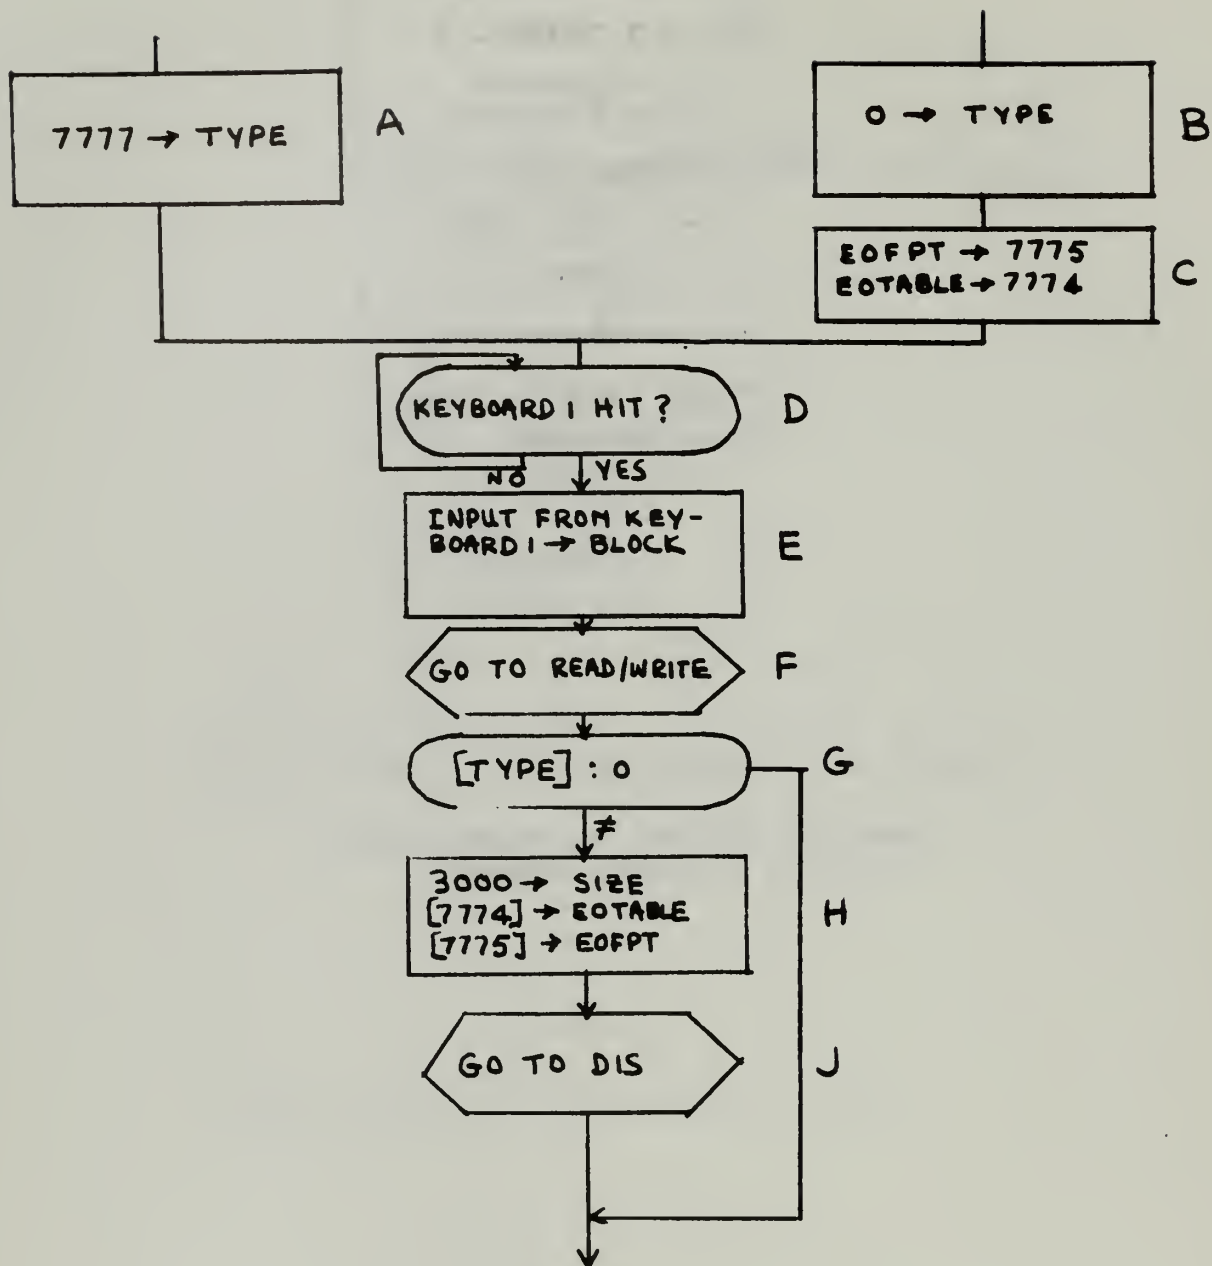 7777 → TYPE
A
0 → TYPE
B
EOFPT → 7775
EOTABLE → 7774
C
KEYBOARD 1 HIT?
D
NO
YES
INPUT FROM KEY-
BOARD 1 → BLOCK
E
GO TO READ/WRITE
F
[TYPE] : 0
G
≠
3000 → SIZE
[7774] → EOTABLE
[7775] → EOFPT
H
GO TO DIS
J